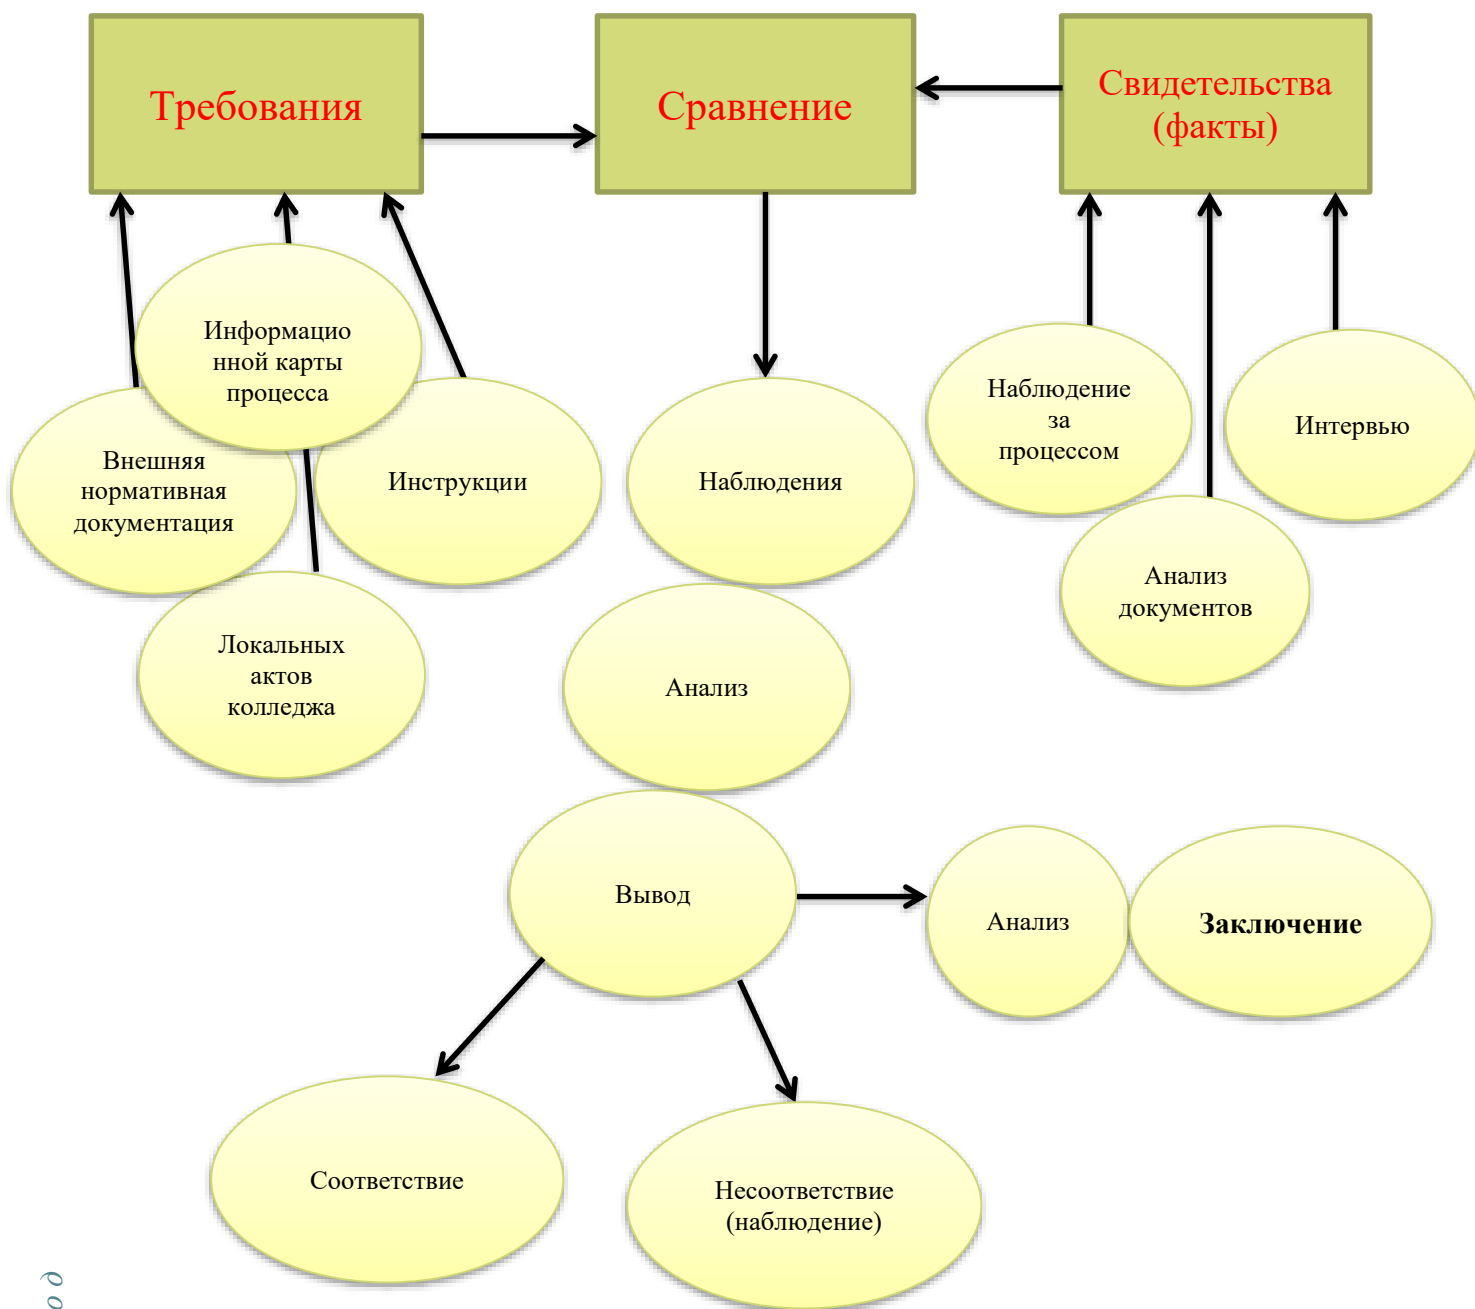 Требования
Сравнение
Свидетельства
(факты)
Информацио
нной карты
процесса
Внешняя
нормативная
документация
Инструкции
Наблюдения
Наблюдение
за
процессом
Интервью
Анализ
документов
Локальных
актов
колледжа
Анализ
Вывод
Анализ
Заключение
Соответствие
Несоответствие
(наблюдение)